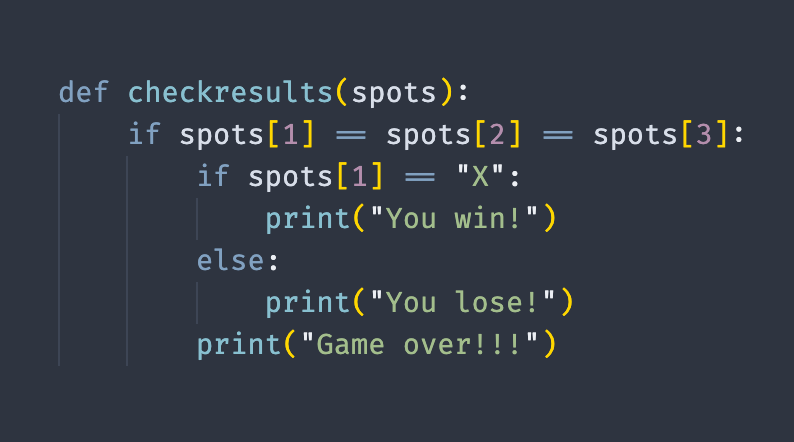 def checkresults(spots):
    if spots[1] == spots[2] == spots[3]:
        if spots[1] == "X":
            print("You win!")
        else:
            print("You lose!")
        print("Game over!!!")